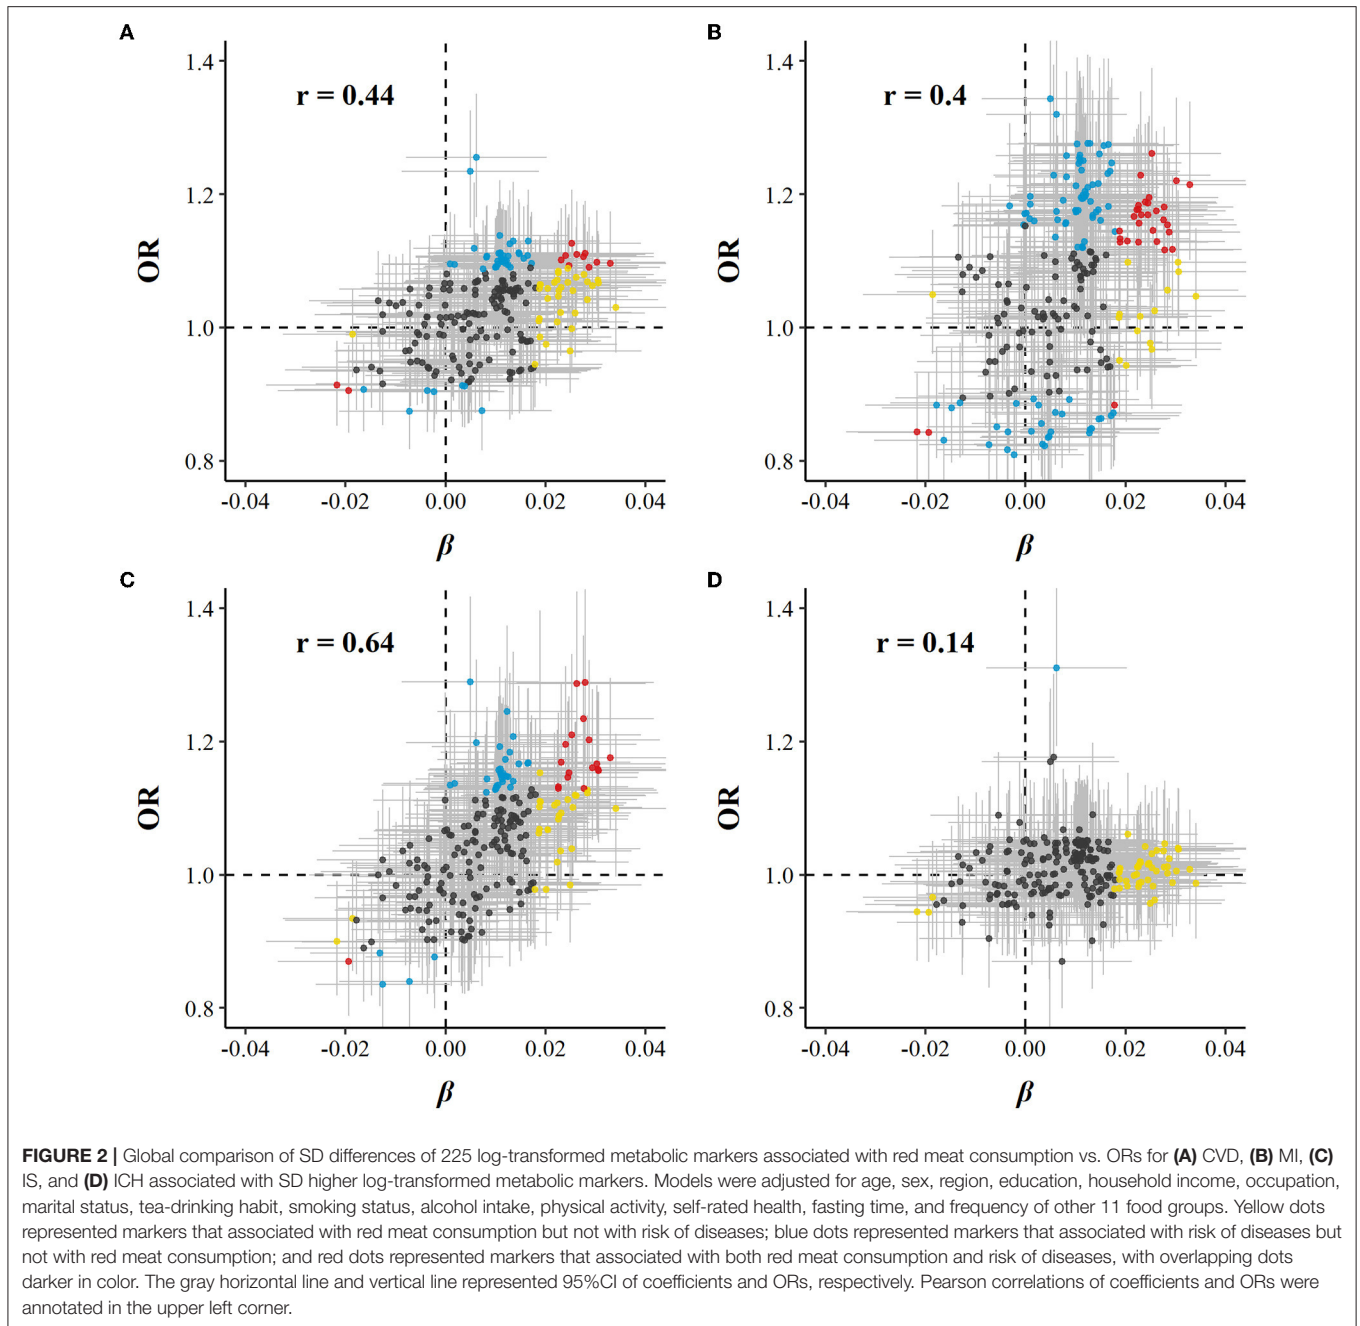 A
B
1.4
1.2
1.0
0.8
OR
r = 0.44
-0.04
-0.02
0.00
0.02
0.04
β
1.4
1.2
1.0
0.8
OR
r = 0.4
-0.04
-0.02
0.00
0.02
0.04
β
C
D
1.4
1.2
1.0
0.8
OR
r = 0.64
-0.04
-0.02
0.00
0.02
0.04
β
1.4
1.2
1.0
0.8
OR
r = 0.14
-0.04
-0.02
0.00
0.02
0.04
β
FIGURE 2 | Global comparison of SD differences of 225 log-transformed metabolic markers associated with red meat consumption vs. ORs for (A) CVD, (B) MI, (C)
IS, and (D) ICH associated with SD higher log-transformed metabolic markers. Models were adjusted for age, sex, region, education, household income, occupation,
marital status, tea-drinking habit, smoking status, alcohol intake, physical activity, self-rated health, fasting time, and frequency of other 11 food groups. Yellow dots
represented markers that associated with red meat consumption but not with risk of diseases; blue dots represented markers that associated with risk of diseases but
not with red meat consumption; and red dots represented markers that associated with both red meat consumption and risk of diseases, with overlapping dots
darker in color. The gray horizontal line and vertical line represented 95%CI of coefficients and ORs, respectively. Pearson correlations of coefficients and ORs were
annotated in the upper left corner.